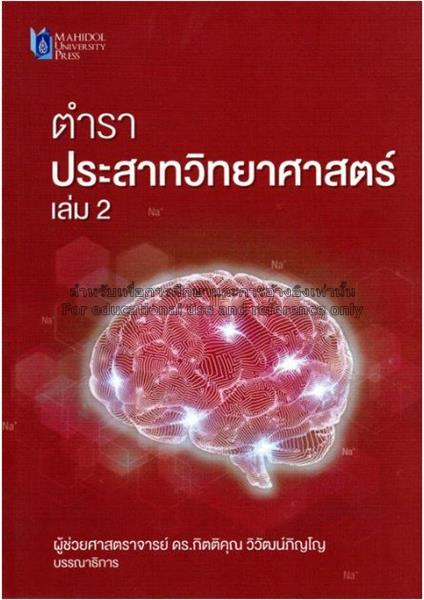 MAHIDOL
UNIVERSITY
PRESS
ตำรา
ประสาทวิทยาศาสตร์
เล่ม 2
Na⁺
Na⁺
สำหรับเพื่อการศึกษาและการอ้างอิงเท่านั้น
For educational use and reference only
Na⁺
Na⁺
ผู้ช่วยศาสตราจารย์ ดร.กิตติคุณ วิวัฒน์ภิญโญ
บรรณาธิการ
Na⁺